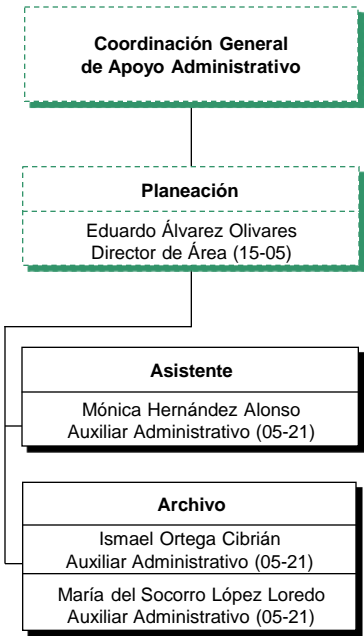 Coordinación General
de Apoyo Administrativo
Planeación
Eduardo Álvarez Olivares
Director de Área (15-05)
Asistente
Mónica Hernández Alonso
Auxiliar Administrativo (05-21)
Archivo
Ismael Ortega Cibrián
Auxiliar Administrativo (05-21)
María del Socorro López Loredo
Auxiliar Administrativo (05-21)